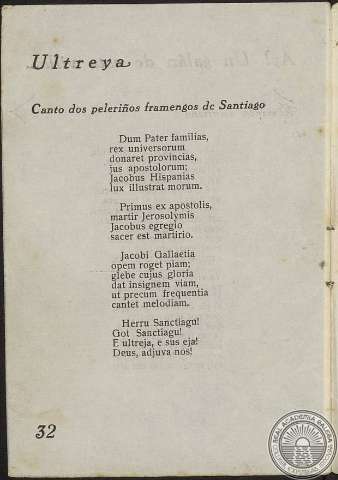 Ultreya
Canto dos peleriños framengos de Santiago
Dum Pater familias,
rex universorum
donaret provincias,
jus apostolorum;
Jacobus Hispanias
lux illustrat morum.
Primus ex apostolis,
martir Jerosolymis
Jacobus egregio
sacer est martirio.
Jacobi Gallaetia
opem roget piam;
glebe cujus gloria
dat insignem viam,
ut precum frequentia
cantet melodiam.
Herru Sanctiagu!
Got Sanctiagu!
E ultreja, e sus eja!
Deus, adjuva nos!
32
REAL ACADEMIA GALEGA